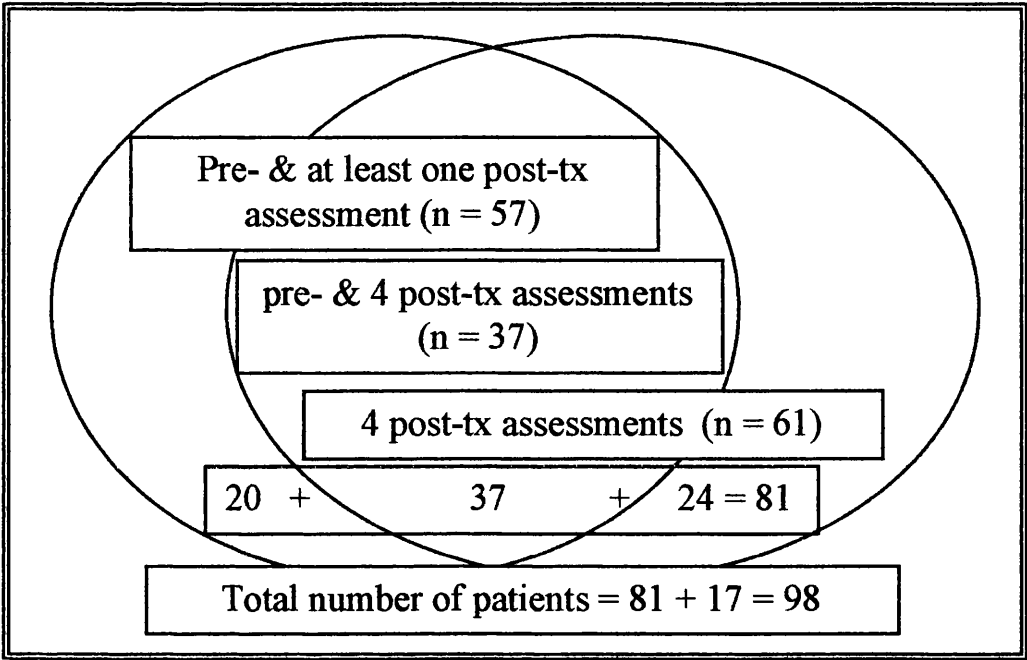 Pre- & at least one post-tx
assessment (n = 57)
pre- & 4 post-tx assessments
(n = 37)
4 post-tx assessments (n = 61)
20 + 37 + 24 = 81
Total number of patients = 81 + 17 = 98